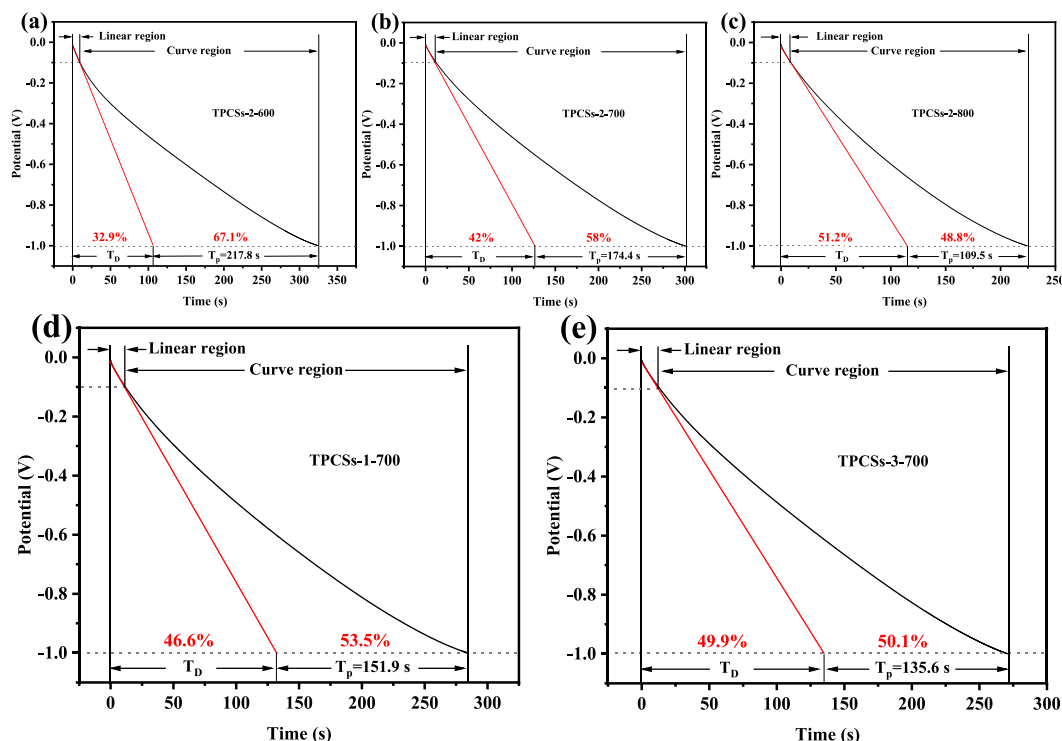 (a)
Linear region
Curve region
TPCSs-2-600
32.9%
67.1%
T_D
T_p=217.8 s
0.0
-0.2
-0.4
-0.6
-0.8
-1.0
Potential (V)
0 50 100 150 200 250 300 350
Time (s)
(b)
Linear region
Curve region
TPCSs-2-700
42%
58%
T_D
T_p=174.4 s
0.0
-0.2
-0.4
-0.6
-0.8
-1.0
Potential (V)
0 50 100 150 200 250 300
Time (s)
(c)
Linear region
Curve region
TPCSs-2-800
51.2%
48.8%
T_D
T_p=109.5 s
0.0
-0.2
-0.4
-0.6
-0.8
-1.0
Potential (V)
0 50 100 150 200 250
Time (s)
(d)
Linear region
Curve region
TPCSs-1-700
46.6%
53.5%
T_D
T_p=151.9 s
0.0
-0.2
-0.4
-0.6
-0.8
-1.0
Potential (V)
0 50 100 150 200 250 300
Time (s)
(e)
Linear region
Curve region
TPCSs-3-700
49.9%
50.1%
T_D
T_p=135.6 s
0.0
-0.2
-0.4
-0.6
-0.8
-1.0
Potential (V)
0 50 100 150 200 250 300
Time (s)